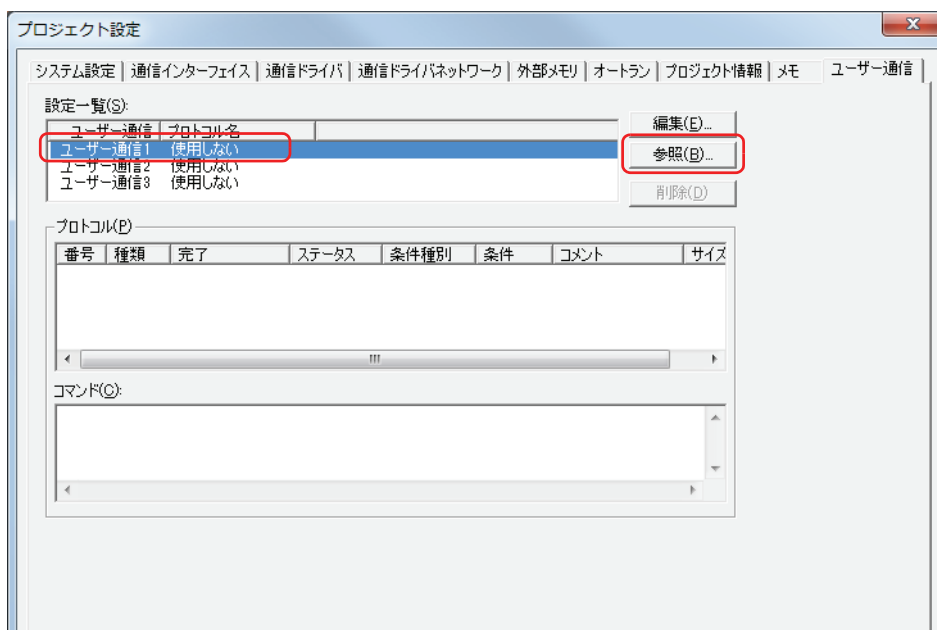 プロジェクト設定
システム設定 通信インターフェイス 通信ドライバ 通信ドライバネットワーク 外部メモリ オートラン プロジェクト情報 メモ ユーザー通信
設定一覧(S):
ユーザー通信 プロトコル名
ユーザー通信1 使用しない
ユーザー通信2 使用しない
ユーザー通信3 使用しない
編集(E)...
参照(B)...
削除(D)
プロトコル(P)
番号 種類 完了 ステータス 条件種別 条件 コメント サイズ
コマンド(C):